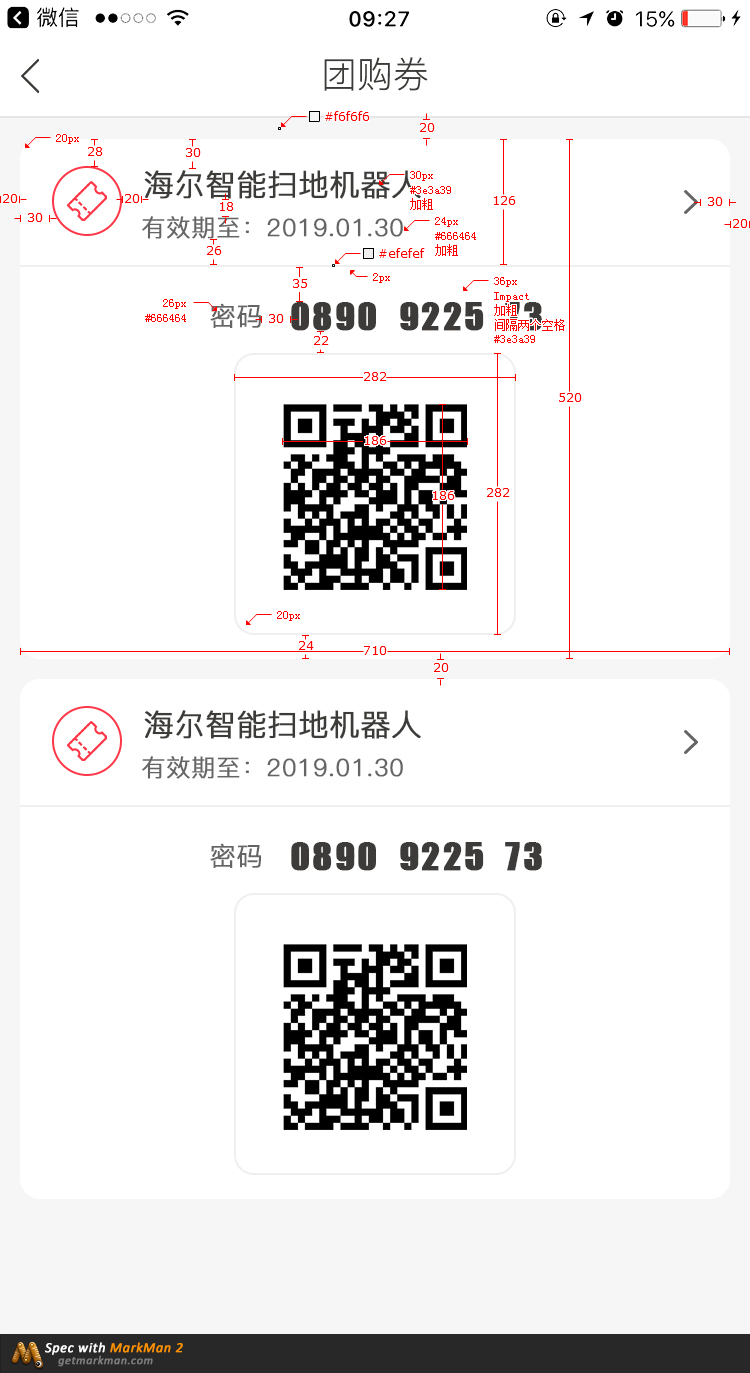 微信 09:27 15%
团购券
#f6f6f6
20
20px
28
30
海尔智能扫地机器人
30px
#3e3a39
加粗
126
20
20
30
30
20
18
有效期至：2019.01.30
24px
#666464
加粗
26
#efefef
2px
35
36px
Impact
加粗
间隔两个空格
#3e3a39
26px
#666464
密码 0890 9225 73
30
22
282
520
186
186
282
20px
24
710
20
海尔智能扫地机器人
有效期至：2019.01.30
密码 0890 9225 73
Spec with MarkMan 2
getmarkman.com